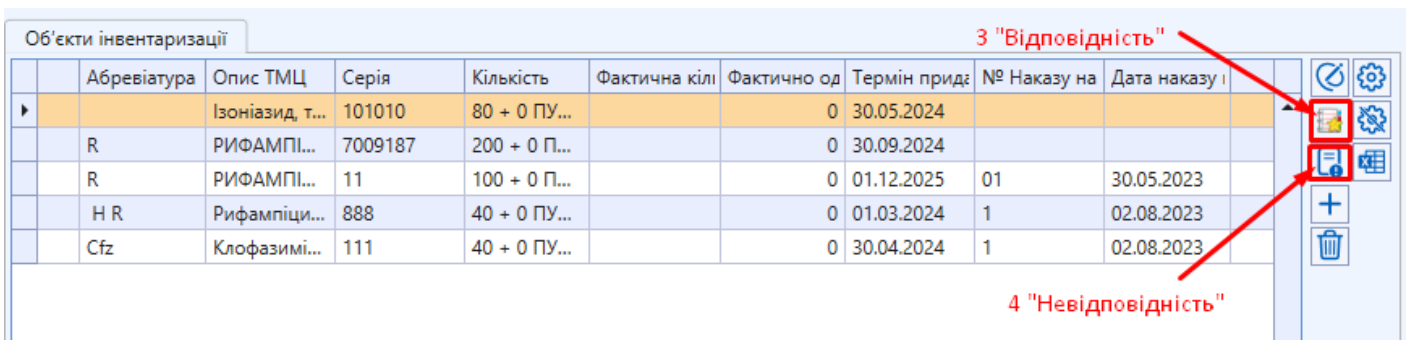 Об'єкти інвентаризації
3 "Відповідність"
Абревіатура Опис ТМЦ Серія Кількість Фактична кіль Фактично од Термін прида № Наказу на Дата наказу і
Ізоніазид, т... 101010 80 + 0 ПУ... 0 30.05.2024
R РИФАМПІ... 7009187 200 + 0 П... 0 30.09.2024
R РИФАМПІ... 11 100 + 0 П... 0 01.12.2025 01 30.05.2023
H R Рифампіци... 888 40 + 0 ПУ... 0 01.03.2024 1 02.08.2023
Cfz Клофазимі... 111 40 + 0 ПУ... 0 30.04.2024 1 02.08.2023
4 "Невідповідність"